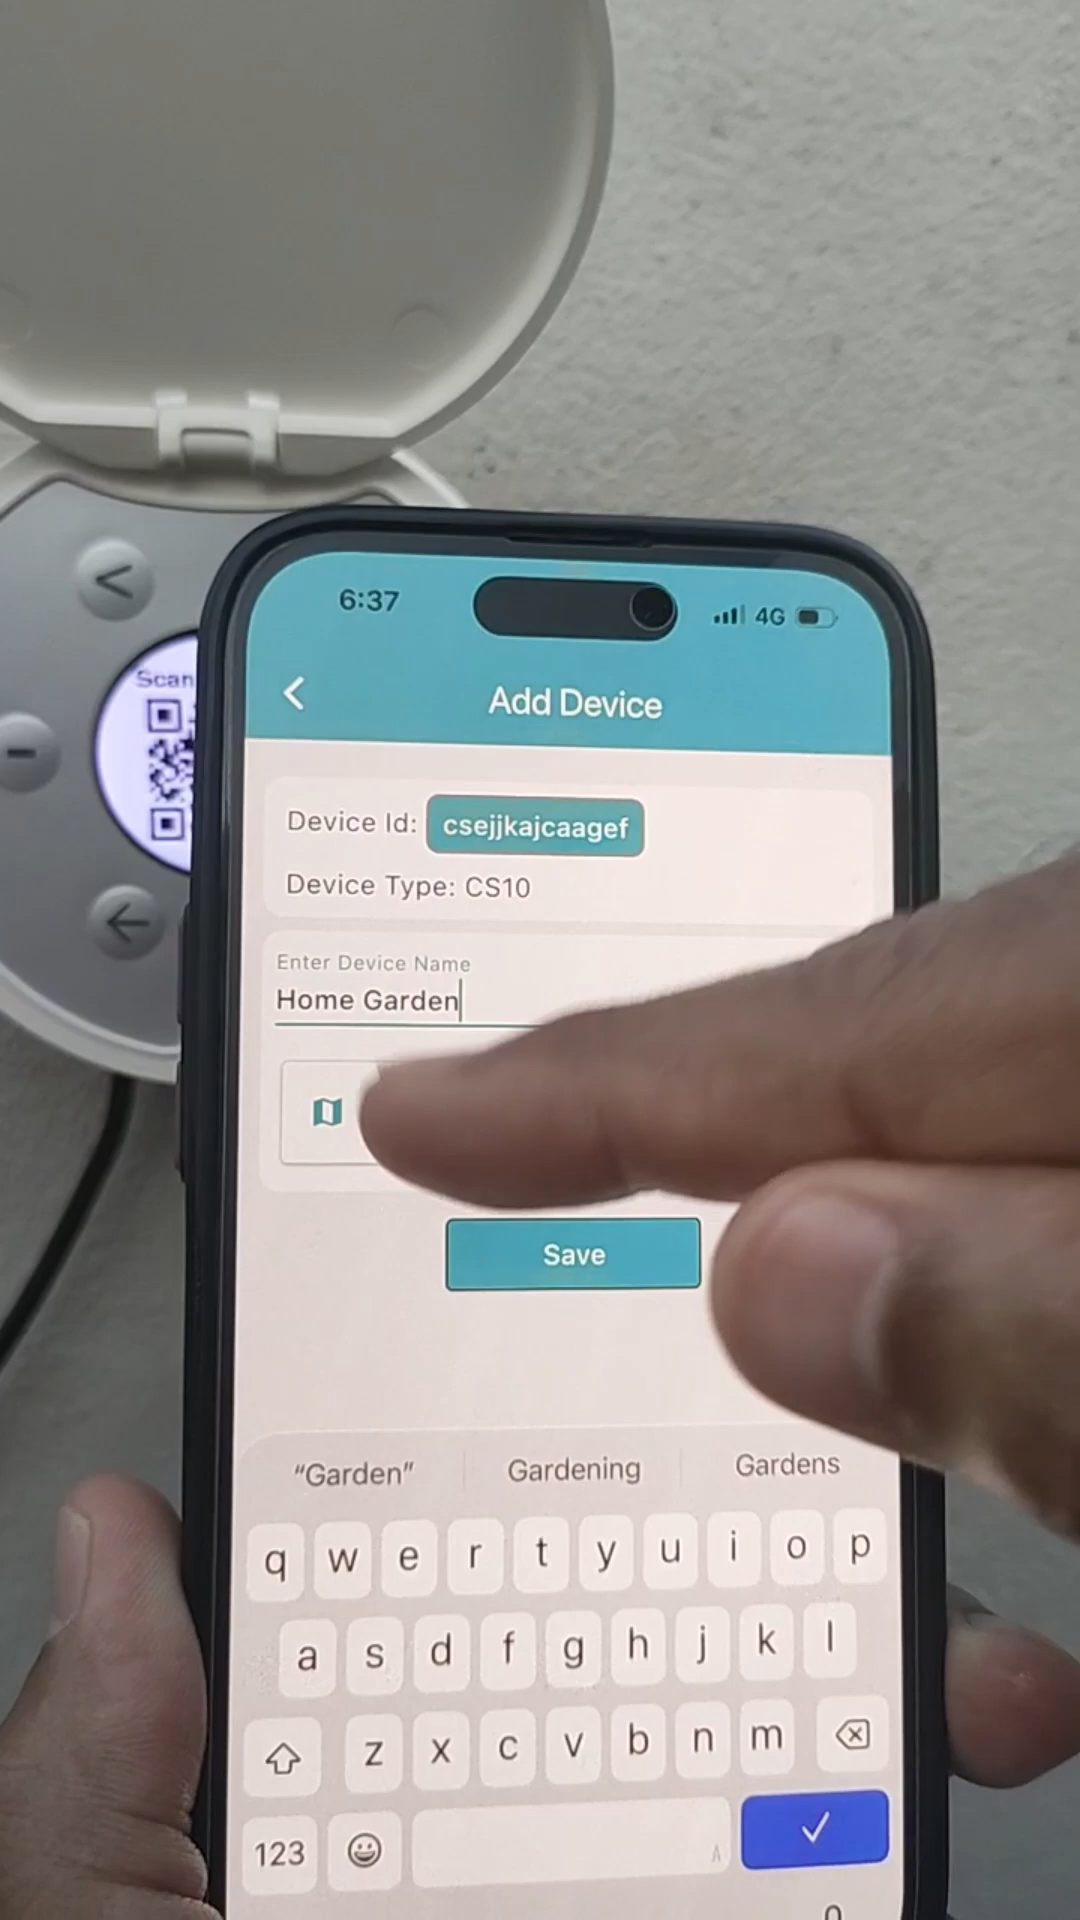 Scan
6:37
4G
Add Device
Device Id: csejjkajcaagef
Device Type: CS10
Enter Device Name
Home Garden
Save
“Garden” Gardening Gardens
q w e r t y u i o p
a s d f g h j k l
z x c v b n m
123